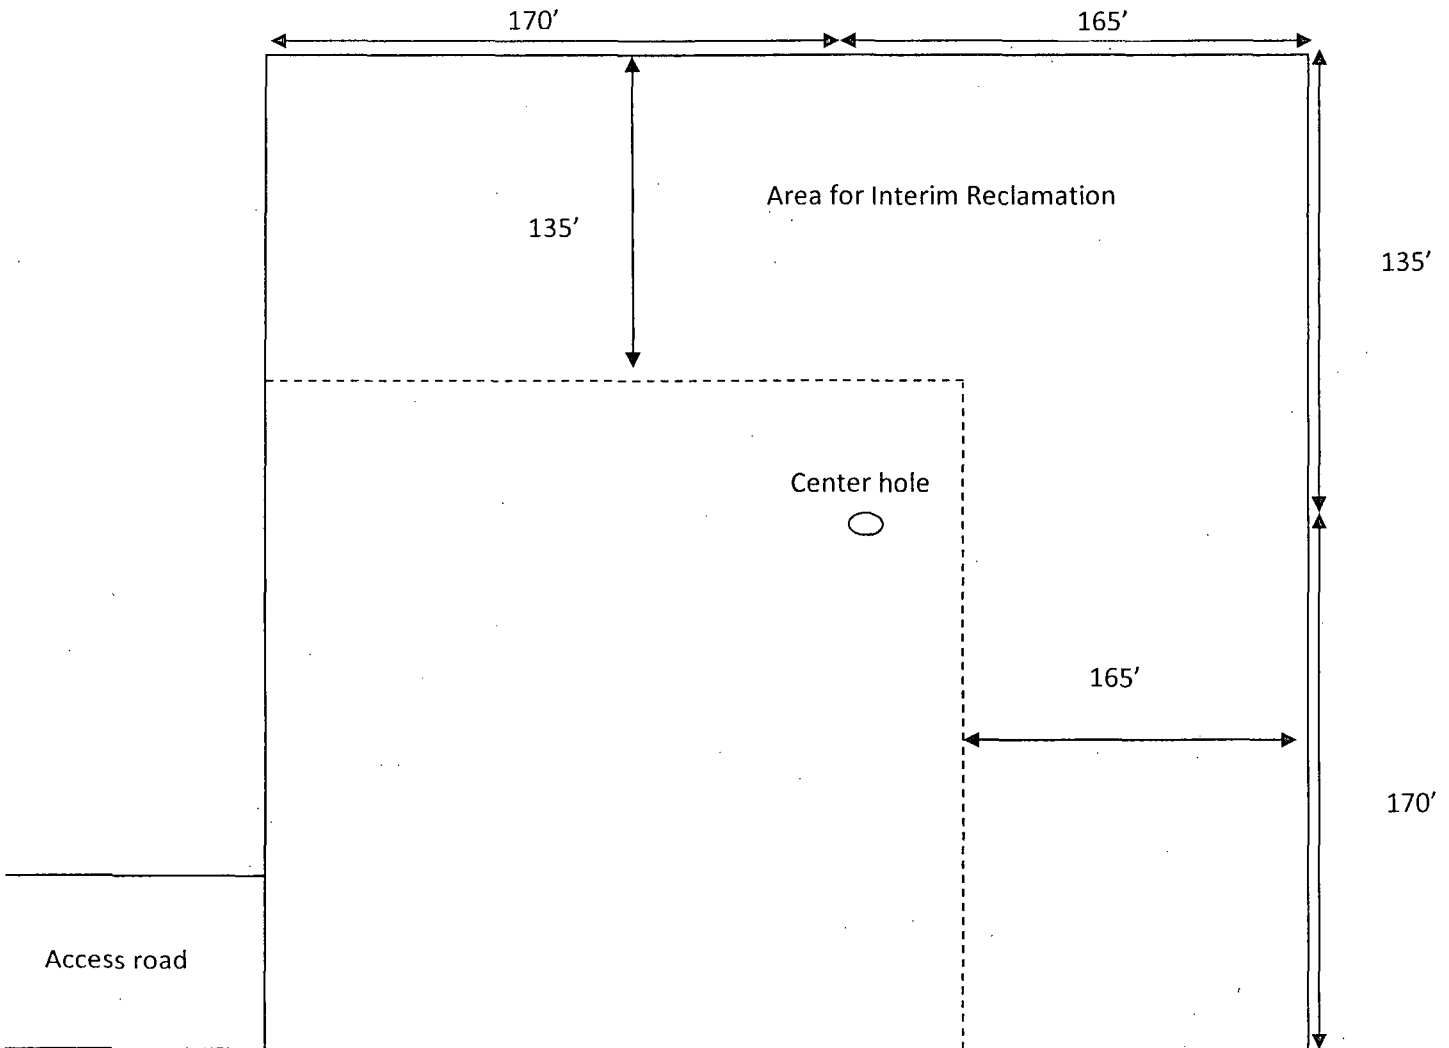 170’
165’
Area for Interim Reclamation
135’
135’
Center hole
165’
170’
Access road